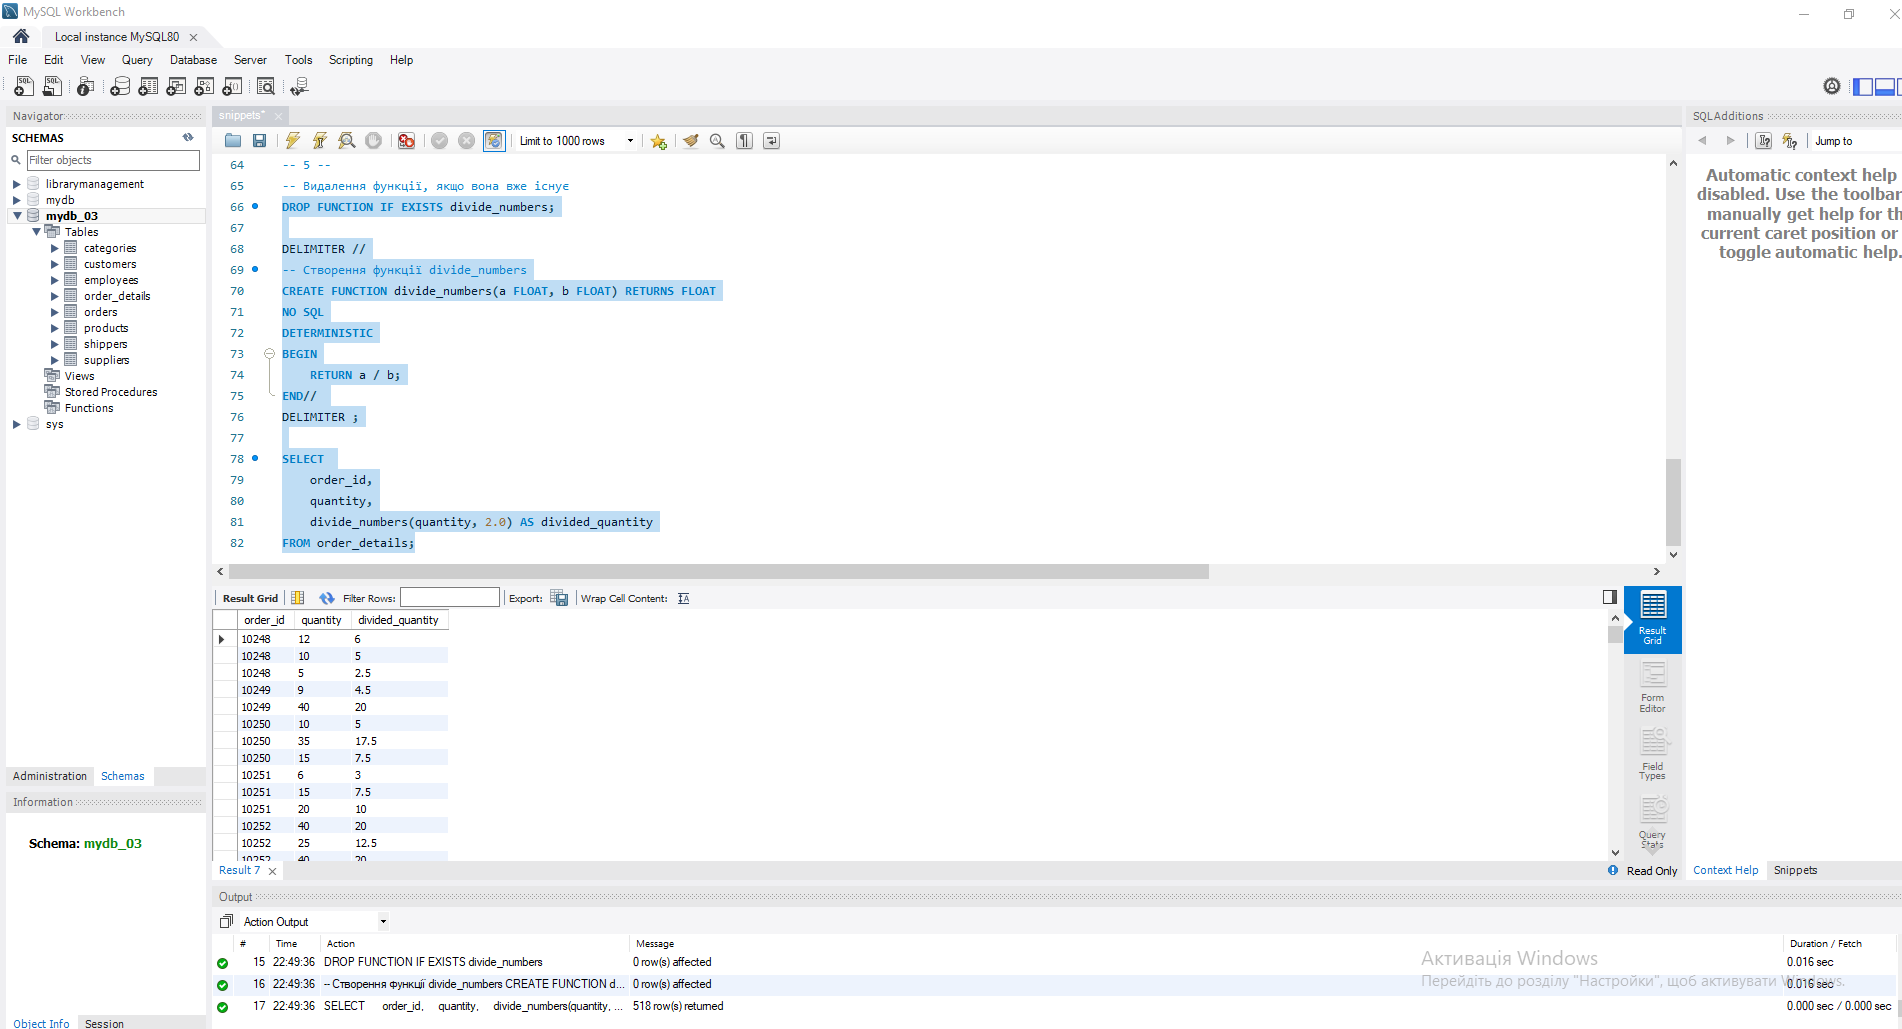 MySQL Workbench
Local instance MySQL80
File Edit View Query Database Server Tools Scripting Help
Navigator
SCHEMAS
Filter objects
librarymanagement
mydb
mydb_03
Tables
categories
customers
employees
order_details
orders
products
shippers
suppliers
Views
Stored Procedures
Functions
sys
Administration Schemas
Information
Schema: mydb_03
Object Info Session
snippets*
Limit to 1000 rows
64 -- 5 --
65 -- Видалення функції, якщо вона вже існує
66 DROP FUNCTION IF EXISTS divide_numbers;
67
68 DELIMITER //
69 -- Створення функції divide_numbers
70 CREATE FUNCTION divide_numbers(a FLOAT, b FLOAT) RETURNS FLOAT
71 NO SQL
72 DETERMINISTIC
73 BEGIN
74 RETURN a / b;
75 END//
76 DELIMITER ;
77
78 SELECT
79 order_id,
80 quantity,
81 divide_numbers(quantity, 2.0) AS divided_quantity
82 FROM order_details;
Result Grid Filter Rows: Export: Wrap Cell Content:
order_id quantity divided_quantity
10248 12 6
10248 10 5
10248 5 2.5
10249 9 4.5
10249 40 20
10250 10 5
10250 35 17.5
10250 15 7.5
10251 6 3
10251 15 7.5
10251 20 10
10252 40 20
10252 25 12.5
10252 40 20
Result Grid
Form Editor
Field Types
Query Stats
Result 7
Read Only
SQLAdditions
Jump to
Automatic context help
disabled. Use the toolbar
manually get help for
current caret position or
toggle automatic help.
Context Help Snippets
Output
Action Output
# Time Action Message Duration / Fetch
15 22:49:36 DROP FUNCTION IF EXISTS divide_numbers 0 row(s) affected 0.016 sec
16 22:49:36 -- Створення функції divide_numbers CREATE FUNCTION d... 0 row(s) affected 0.016 sec
17 22:49:36 SELECT order_id, quantity, divide_numbers(quantity, ... 518 row(s) returned 0.000 sec / 0.000 sec
Активація Windows
Перейдіть до розділу "Настройки", щоб активувати Windows.